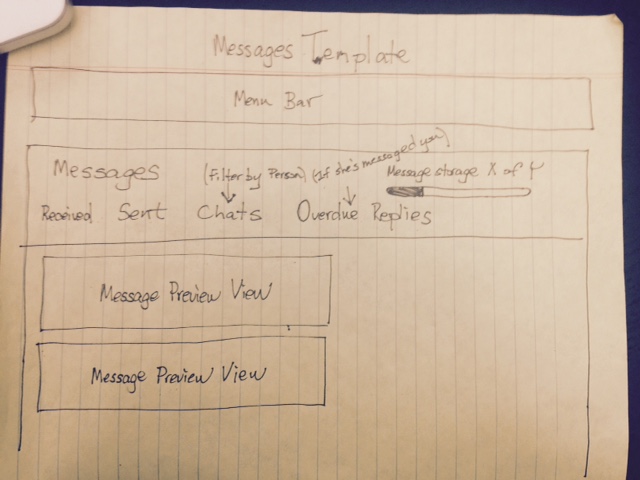 Messages Template
Menu Bar
Messages
(Filter by Person)
(If she's messaged you)
Message storage X of Y
Received Sent Chats Overdue Replies
Message Preview View
Message Preview View